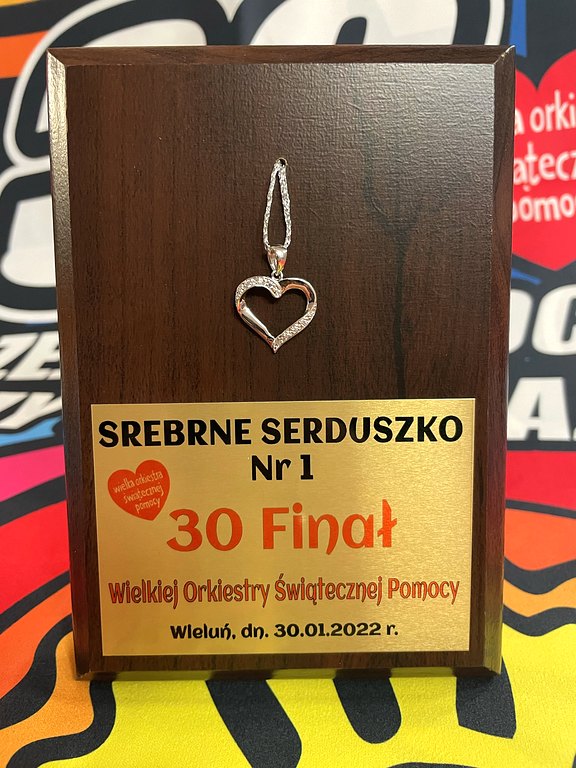 SREBRNE SERDUSZKO
Nr 1
wielka orkiestra
świątecznej
pomocy
30 Finał
Wielkiej Orkiestry Świątecznej Pomocy
Wieluń, dn. 30.01.2022 r.